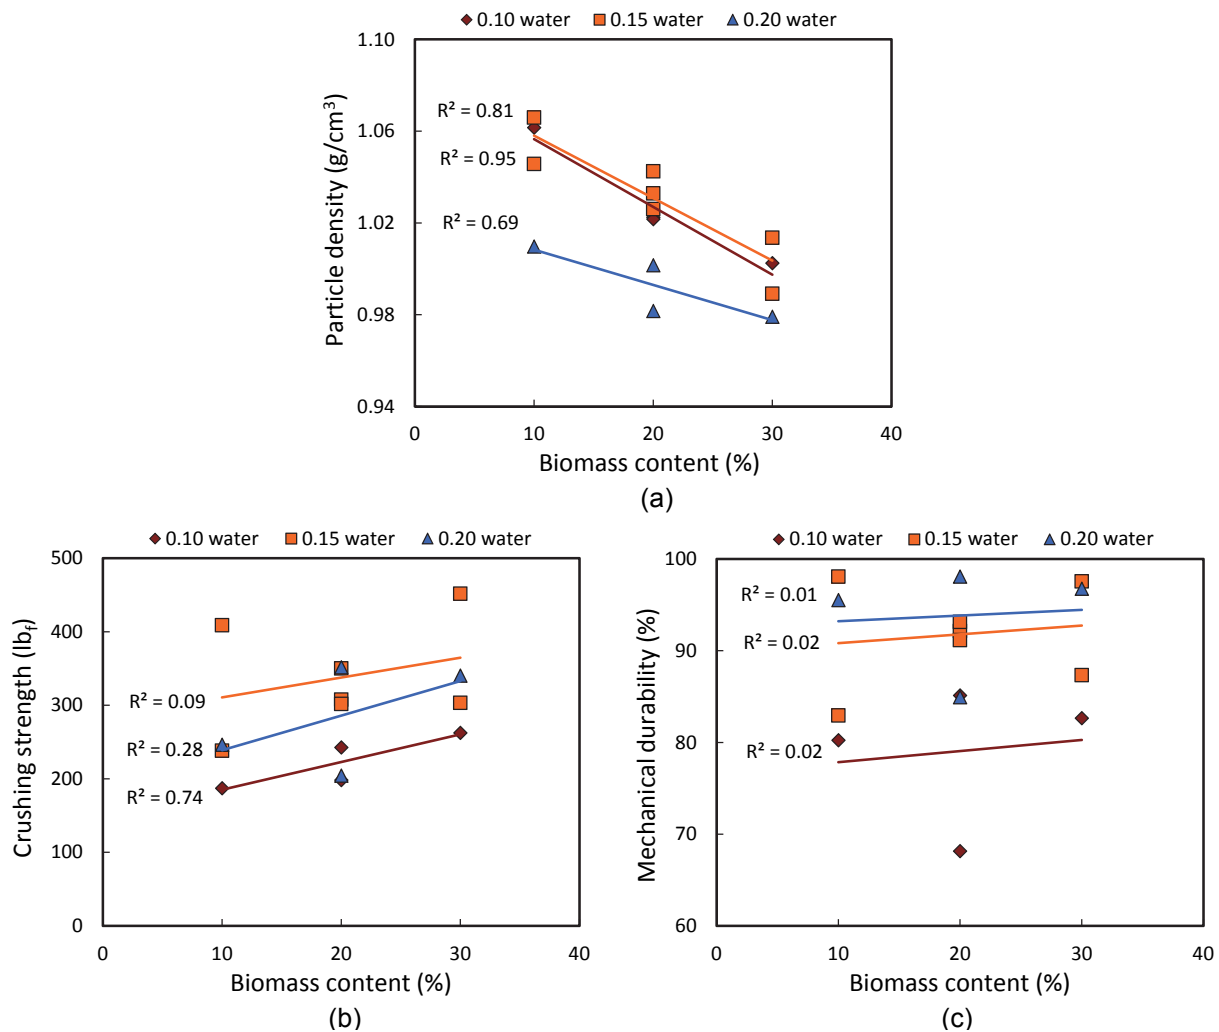 0.10 water 0.15 water 0.20 water
1.10
1.06
1.02
0.98
0.94
R² = 0.81
R² = 0.95
R² = 0.69
Particle density (g/cm³)
0 10 20 30 40
Biomass content (%)
(a)
0.10 water 0.15 water 0.20 water
500
400
300
200
100
0
R² = 0.09
R² = 0.28
R² = 0.74
Crushing strength (lbf)
0 10 20 30 40
Biomass content (%)
(b)
0.10 water 0.15 water 0.20 water
100
90
80
70
60
R² = 0.01
R² = 0.02
R² = 0.02
Mechanical durability (%)
0 10 20 30 40
Biomass content (%)
(c)